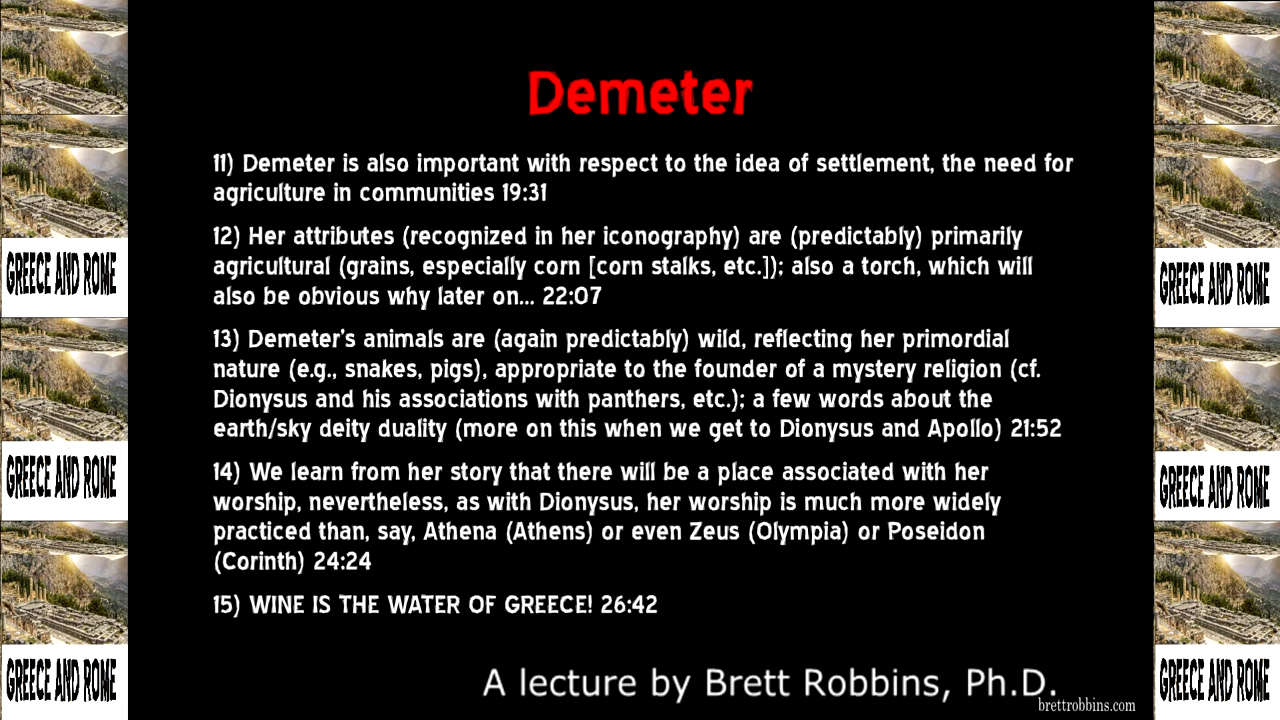 Demeter
11) Demeter is also important with respect to the idea of settlement, the need for
agriculture in communities 19:31
12) Her attributes (recognized in her iconography) are (predictably) primarily
agricultural (grains, especially corn [corn stalks, etc.]); also a torch, which will
also be obvious why later on... 22:07
13) Demeter's animals are (again predictably) wild, reflecting her primordial
nature (e.g., snakes, pigs), appropriate to the founder of a mystery religion (cf.
Dionysus and his associations with panthers, etc.); a few words about the
earth/sky deity duality (more on this when we get to Dionysus and Apollo) 21:52
14) We learn from her story that there will be a place associated with her
worship, nevertheless, as with Dionysus, her worship is much more widely
practiced than, say, Athena (Athens) or even Zeus (Olympia) or Poseidon
(Corinth) 24:24
15) WINE IS THE WATER OF GREECE! 26:42
A lecture by Brett Robbins, Ph.D.
brettrobbins.com
GREECE AND ROME
GREECE AND ROME
GREECE AND ROME
GREECE AND ROME
GREECE AND ROME
GREECE AND ROME